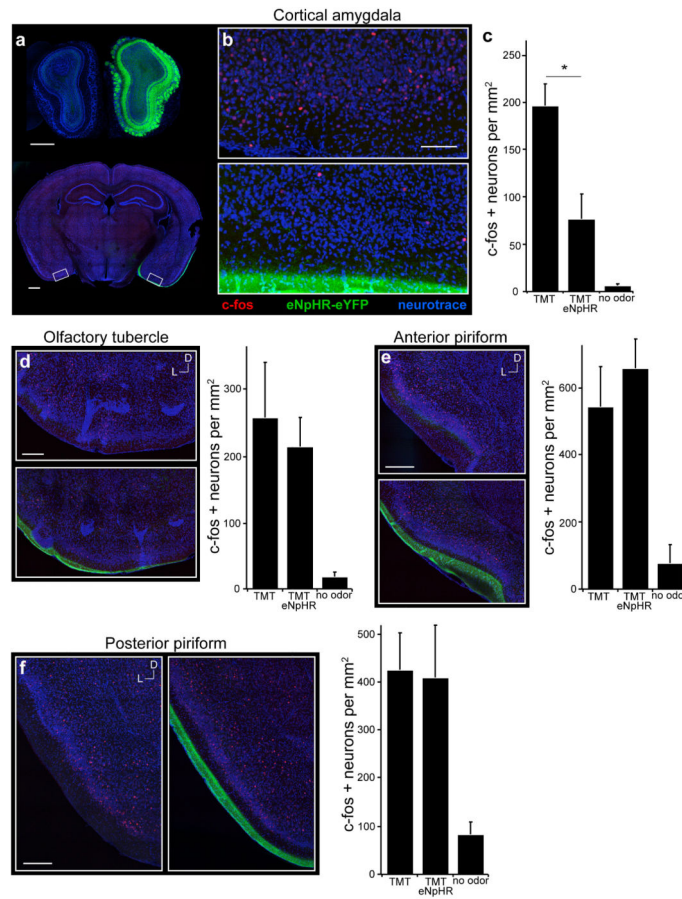 Cortical amygdala
a
b
c
c-fos + neurons per mm²
250
200
150
100
50
0
*
TMT
TMT
eNpHR
no odor
c-fos
eNpHR-eYFP
neurotrace
Olfactory tubercle
d
D
L
c-fos + neurons per mm²
300
200
100
0
TMT
TMT
eNpHR
no odor
Anterior piriform
e
D
L
c-fos + neurons per mm²
600
400
200
0
TMT
TMT
eNpHR
no odor
Posterior piriform
f
D
L
c-fos + neurons per mm²
500
400
300
200
100
0
TMT
TMT
eNpHR
no odor